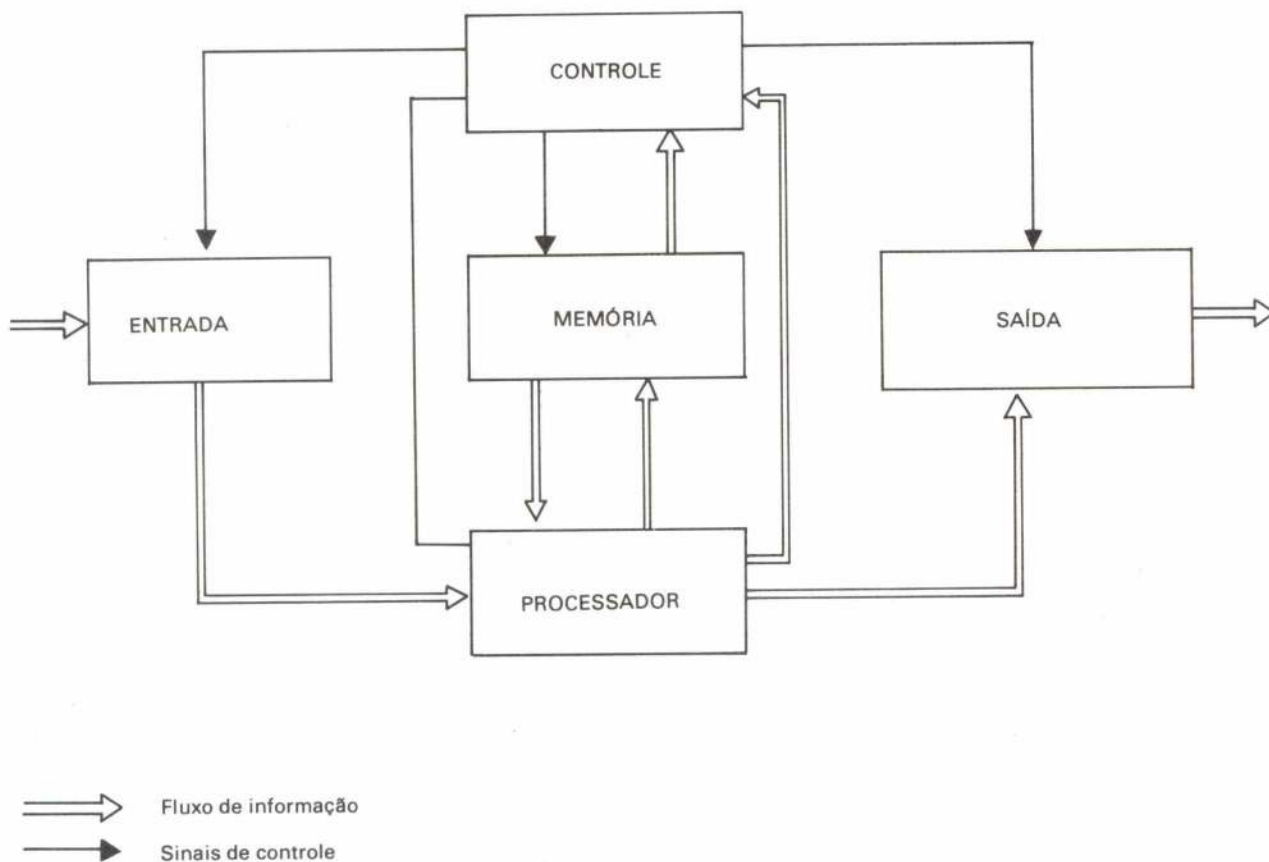 CONTROLE
ENTRADA
MEMÓRIA
SAÍDA
PROCESSADOR
Fluxo de informação
Sinais de controle